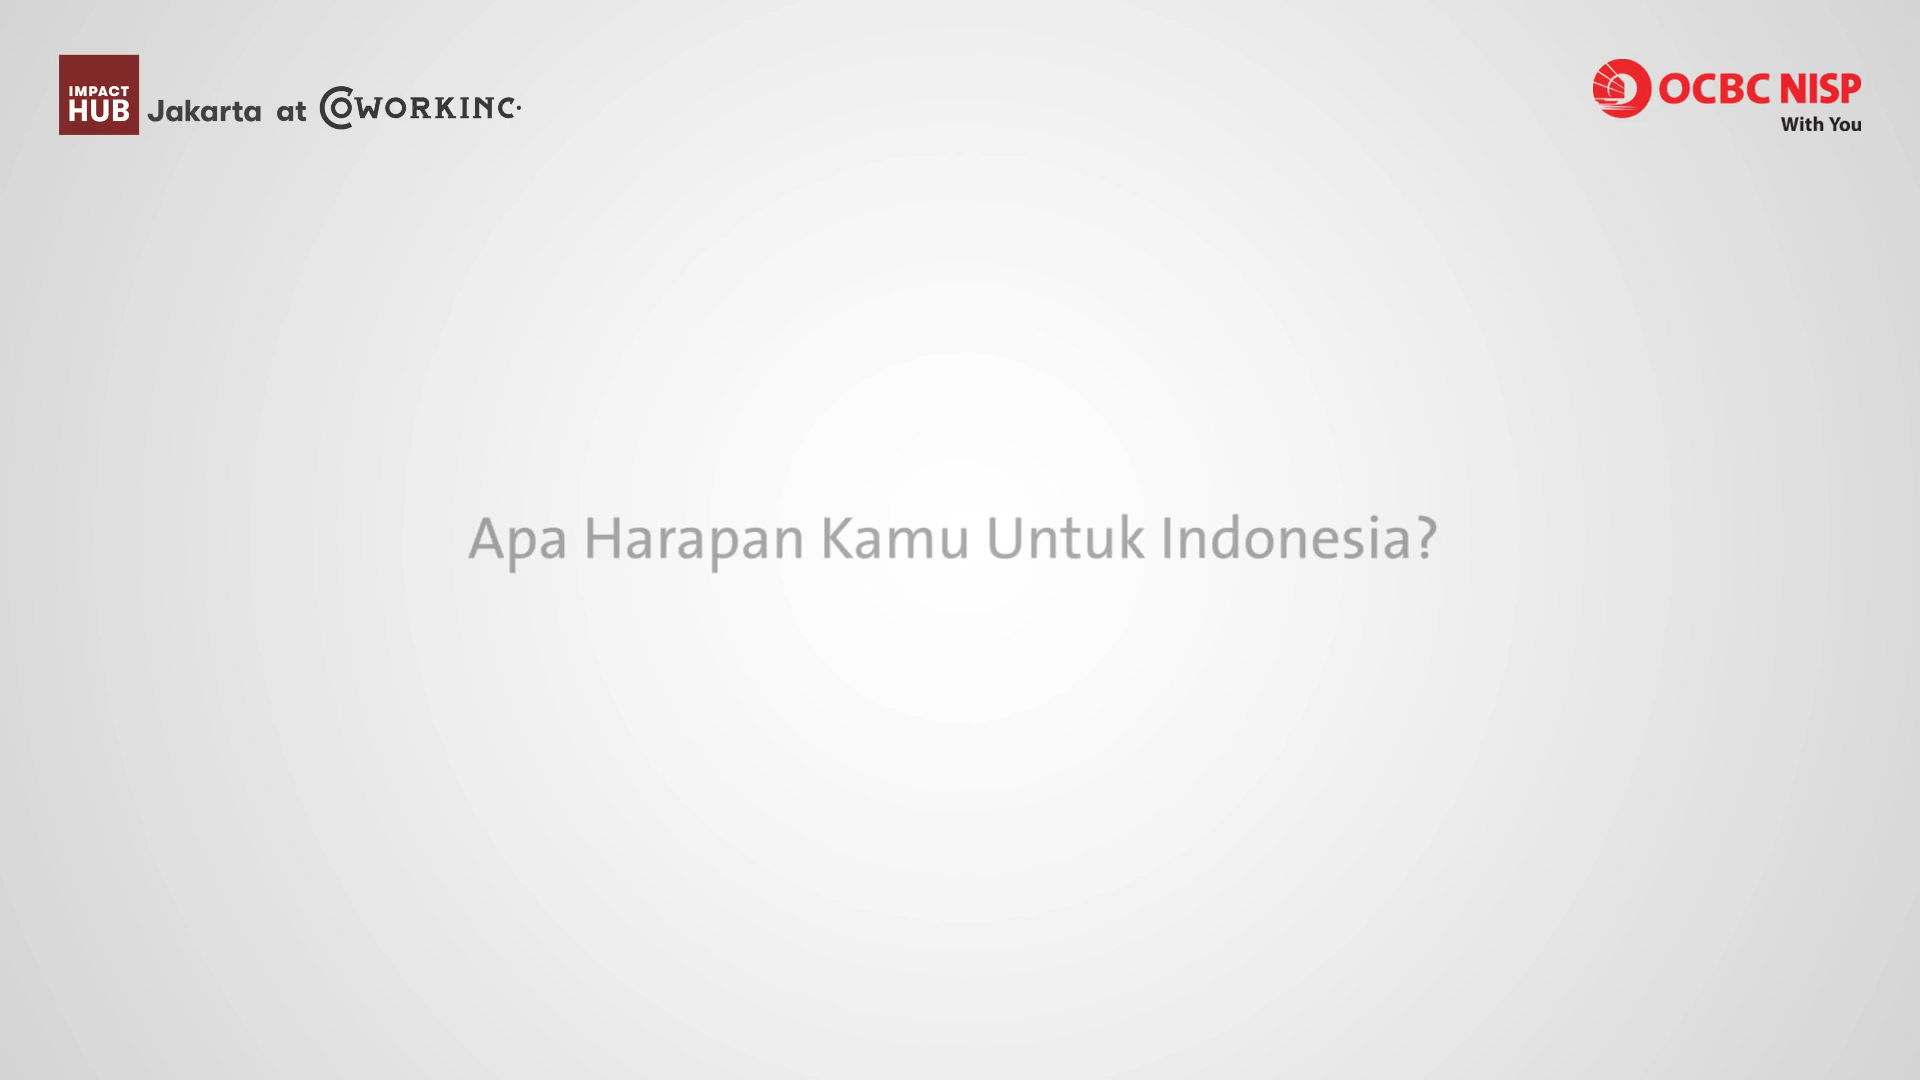 IMPACT
HUB
Jakarta at COWORKINC.
OCBC NISP
With You
Apa Harapan Kamu Untuk Indonesia?